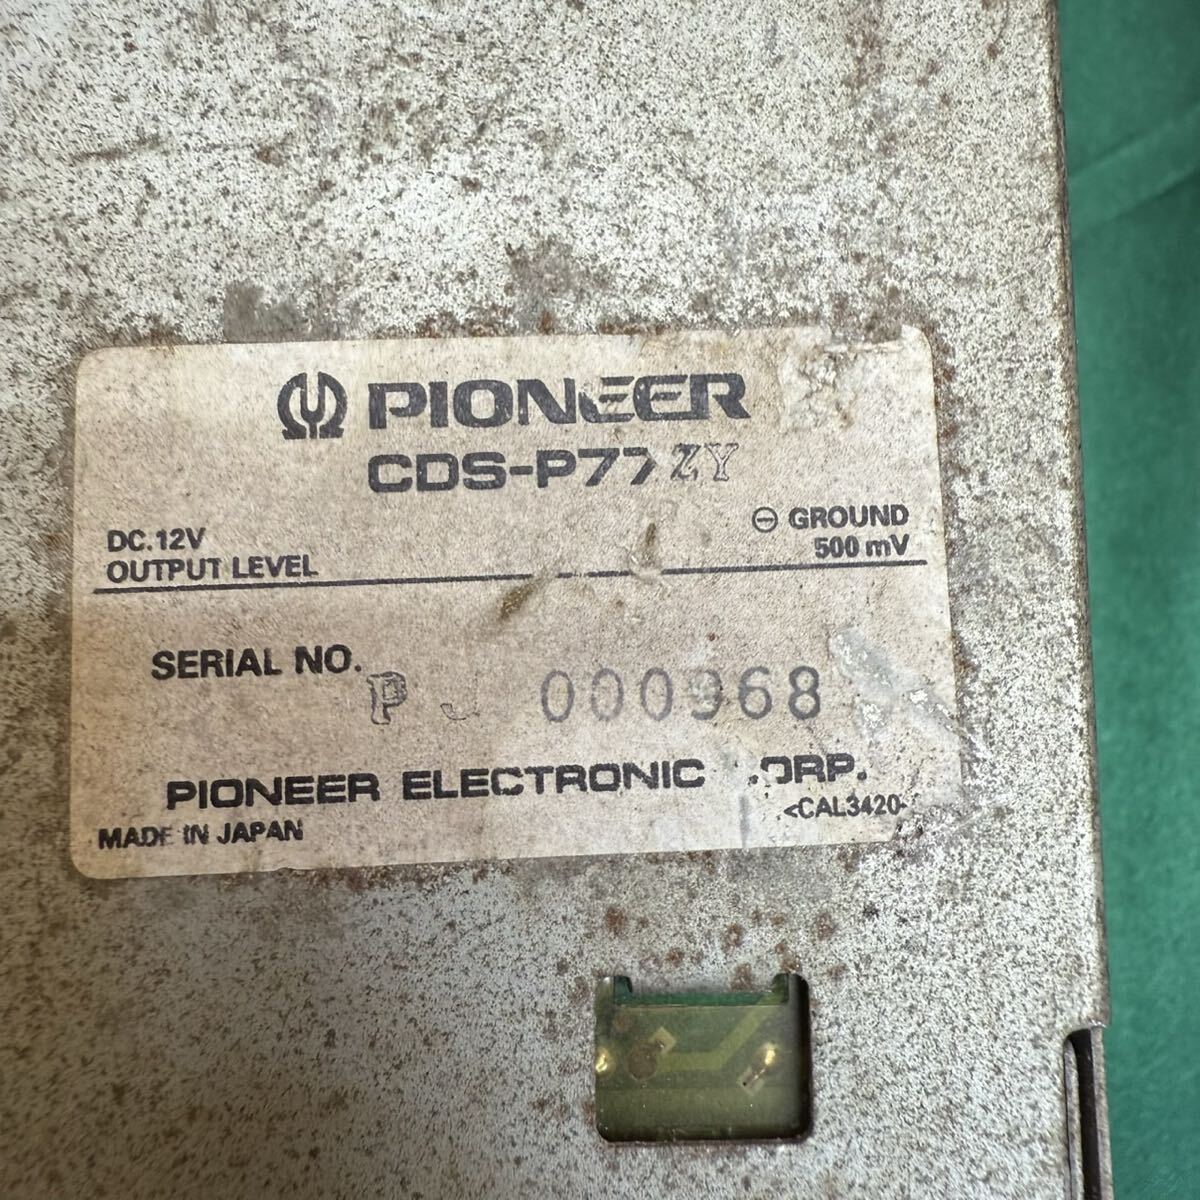 PIONEER
CDS-P77ZY
DC.12V
⊖ GROUND
OUTPUT LEVEL
500 mV
SERIAL NO.
P 000968
PIONEER ELECTRONIC CORP.
MADE IN JAPAN
<CAL3420-